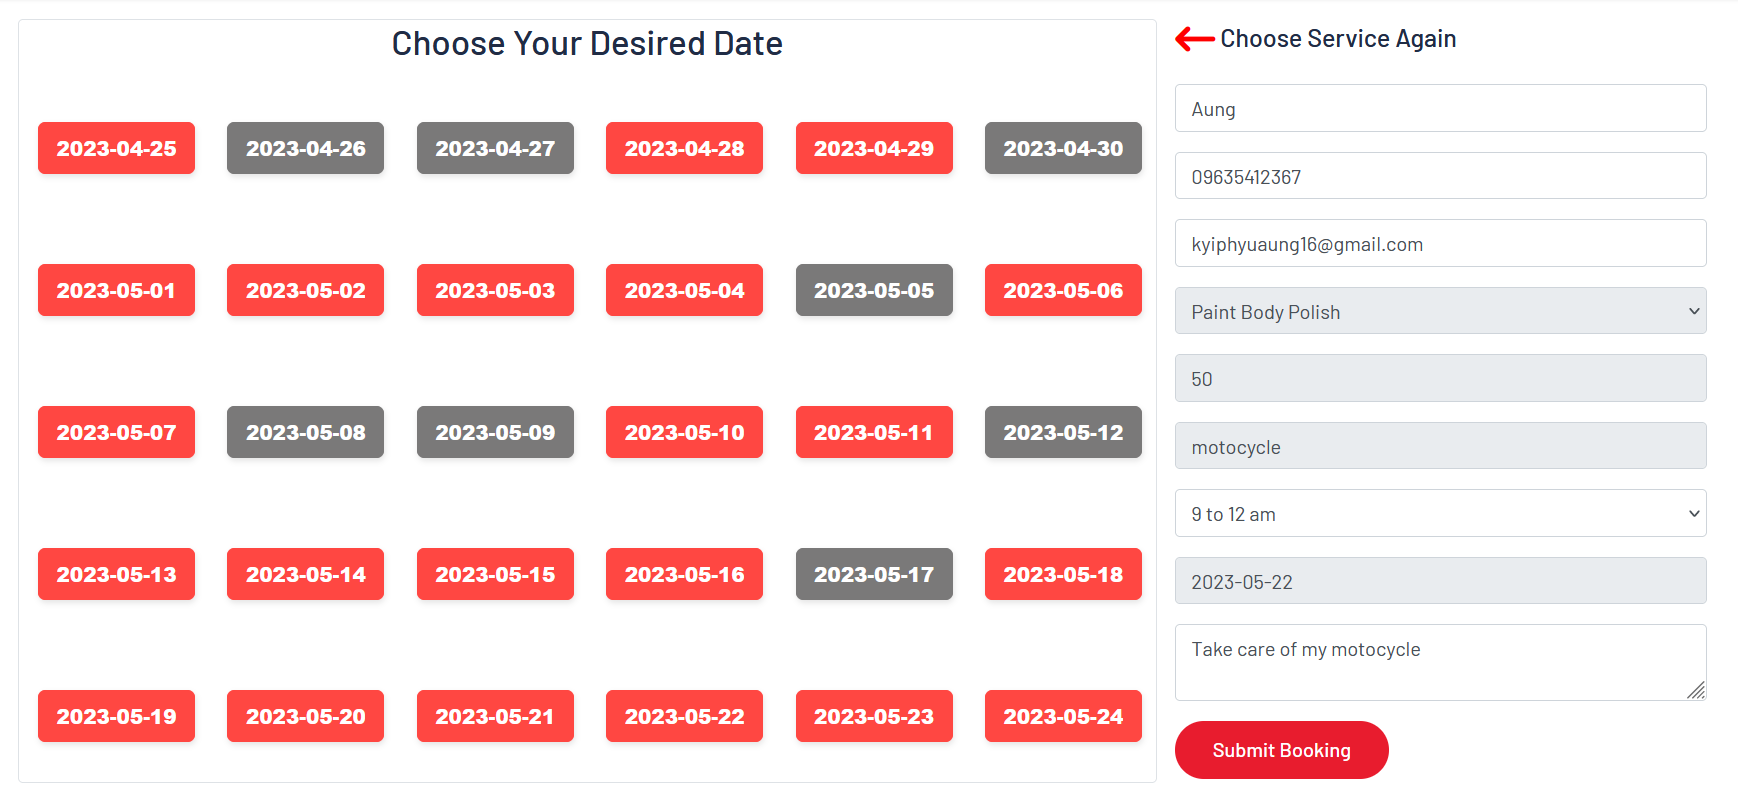 Choose Your Desired Date
2023-04-25 2023-04-26 2023-04-27 2023-04-28 2023-04-29 2023-04-30
2023-05-01 2023-05-02 2023-05-03 2023-05-04 2023-05-05 2023-05-06
2023-05-07 2023-05-08 2023-05-09 2023-05-10 2023-05-11 2023-05-12
2023-05-13 2023-05-14 2023-05-15 2023-05-16 2023-05-17 2023-05-18
2023-05-19 2023-05-20 2023-05-21 2023-05-22 2023-05-23 2023-05-24
Choose Service Again
Aung
09635412367
kyiphyuaung16@gmail.com
Paint Body Polish
50
motocycle
9 to 12 am
2023-05-22
Take care of my motocycle
Submit Booking